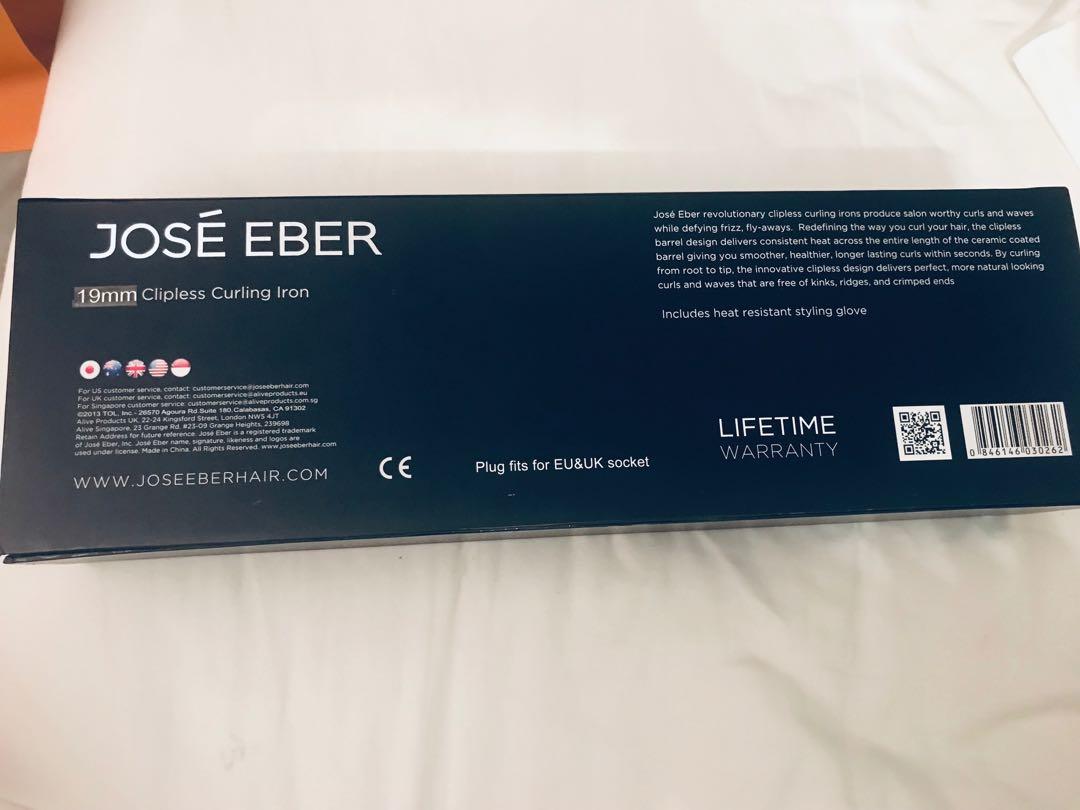 JOSÉ EBER
19mm Clipless Curling Iron
For US customer service, contact: customerservice@joseeberhair.com
For UK customer service, contact: customerservice@aliveproducts.eu
For Singapore customer service: customerservice@aliveproducts.com.sg
©2013 TOL, Inc.- 26570 Agoura Rd.Suite 180,Calabasas, CA 91302
Alive Products UK, 22-24 Kingsford Street, London NW5 4JT
Alive Singapore, 23 Grange Rd. #23-09 Grange Heights, 239698
Retain Address for future reference. José Eber is a registered trademark
of José Eber, Inc. José Eber name, signature, likeness and logos are
used under license. Made in China. All Rights Reserved. www.joseeberhair.com
WWW.JOSEEBERHAIR.COM
CE
Plug fits for EU&UK socket
José Eber revolutionary clipless curling irons produce salon worthy curls and waves
while defying frizz, fly-aways. Redefining the way you curl your hair, the clipless
barrel design delivers consistent heat across the entire length of the ceramic coated
barrel giving you smoother, healthier, longer lasting curls within seconds. By curling
from root to tip, the innovative clipless design delivers perfect, more natural looking
curls and waves that are free of kinks, ridges, and crimped ends
Includes heat resistant styling glove
LIFETIME
WARRANTY
0 846146 030262